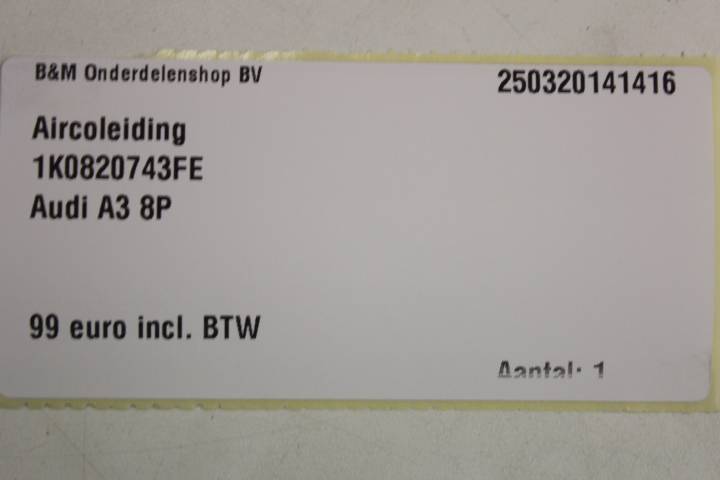 B&M Onderdelenshop BV
250320141416
Aircoleiding
1K0820743FE
Audi A3 8P
99 euro incl. BTW
Aantal: 1